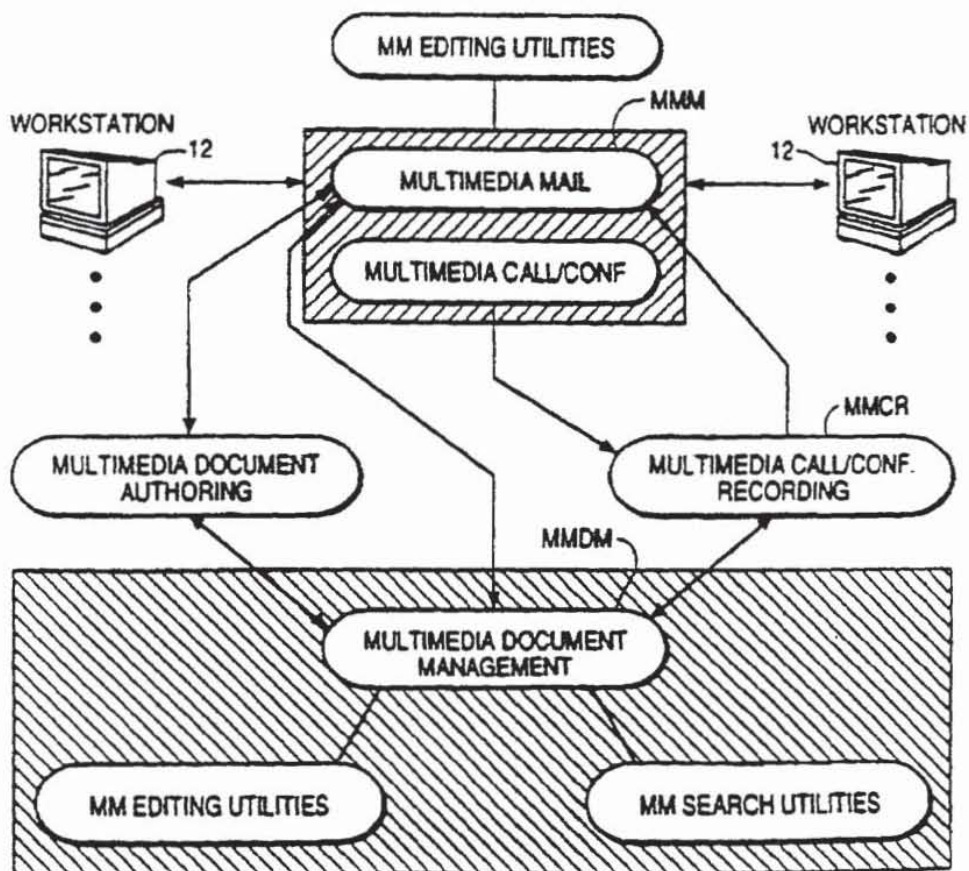 MM EDITING UTILITIES
MMM
WORKSTATION
WORKSTATION
12
12
MULTIMEDIA MAIL
MULTIMEDIA CALL/CONF
MMCR
MULTIMEDIA DOCUMENT
AUTHORING
MULTIMEDIA CALL/CONF.
RECORDING
MMDM
MULTIMEDIA DOCUMENT
MANAGEMENT
MM EDITING UTILITIES
MM SEARCH UTILITIES